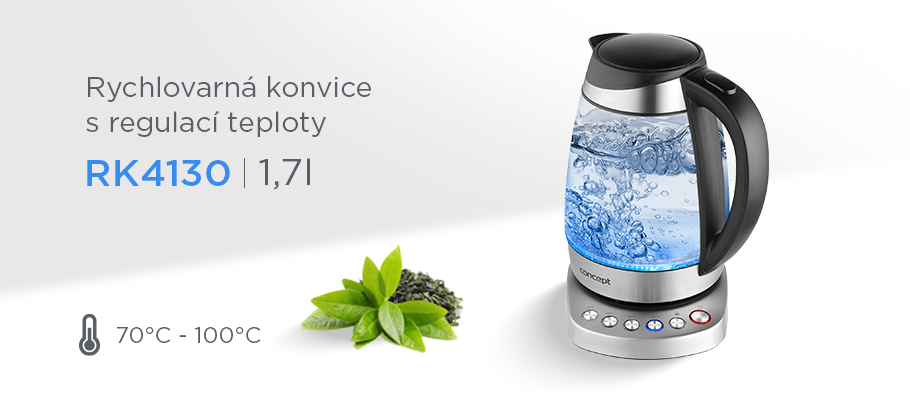 Rychlovarná konvice
s regulací teploty
RK4130 | 1,7l
70°C - 100°C
concept